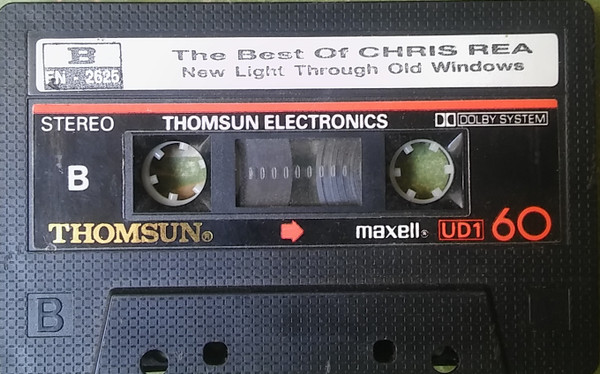 B
EN - 2625
The Best Of CHRIS REA
New Light Through Old Windows
STEREO
THOMSUN ELECTRONICS
DOLBY SYSTEM
B
THOMSUN®
maxell® UD1 60
B